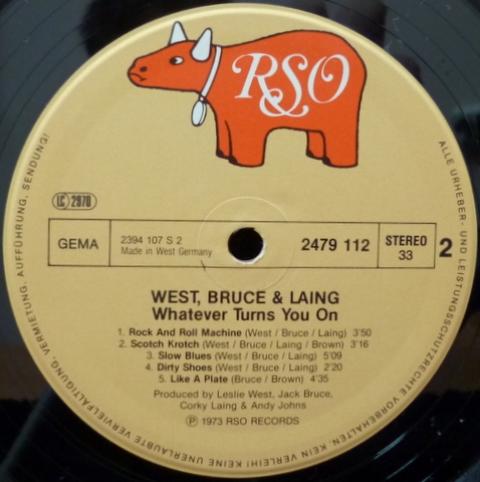 RSO
ALLE URHEBER- UND LEISTUNGSSCHUTZRECHTE VORBEHALTEN. KEIN VERLEIH! KEINE UNERLAUBTE VERVIELFÄLTIGUNG, VERMIETUNG, AUFFÜHRUNG, SENDUNG!
LC 2970
GEMA
2394 107 S 2
Made in West Germany
2479 112
STEREO
33
2
WEST, BRUCE & LAING
Whatever Turns You On
1. Rock And Roll Machine (West / Bruce / Laing) 3'50
2. Scotch Krotch (West / Bruce / Laing / Brown) 3'16
3. Slow Blues (West / Bruce / Laing) 5'09
4. Dirty Shoes (West / Bruce / Laing) 2'20
5. Like A Plate (Bruce / Brown) 4'35
Produced by Leslie West, Jack Bruce,
Corky Laing & Andy Johns
Ⓟ 1973 RSO RECORDS